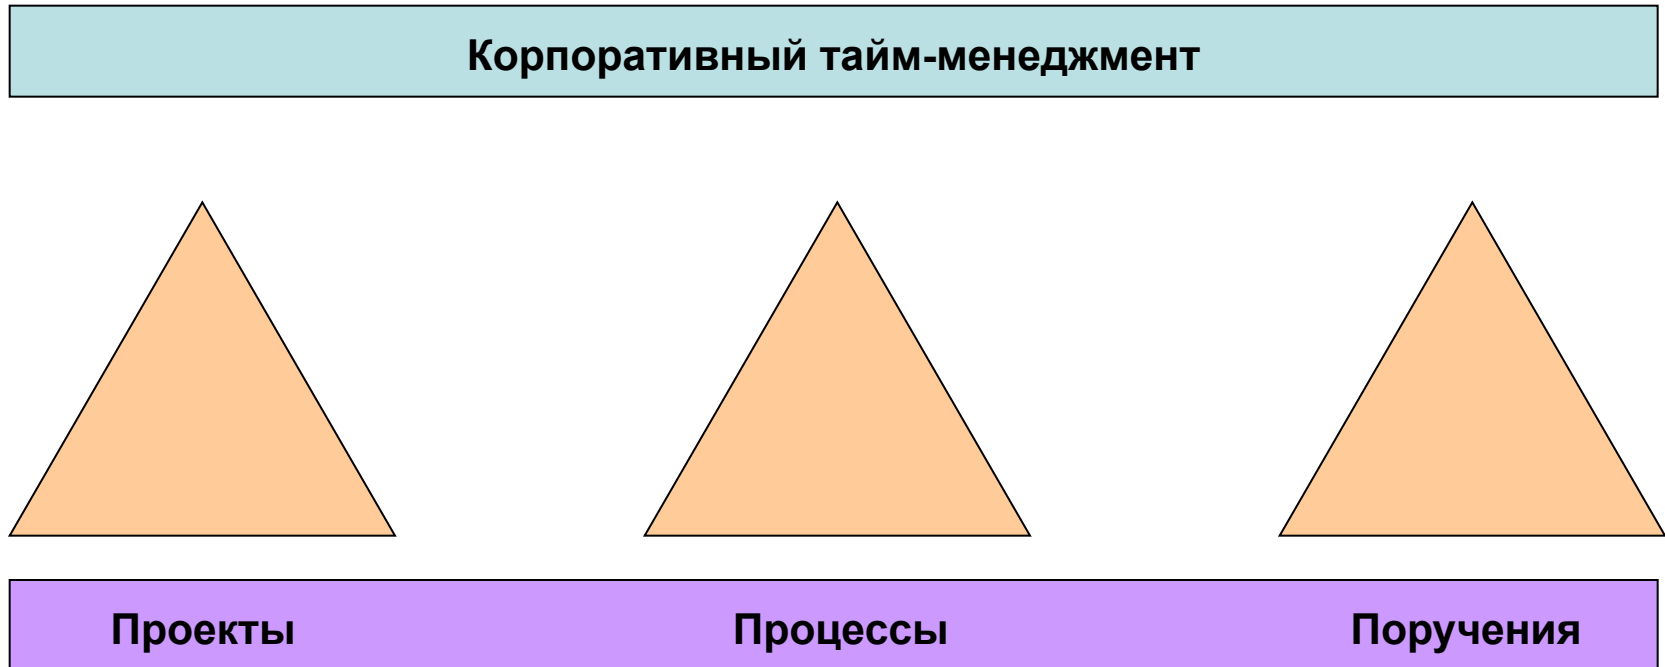 Корпоративный тайм-менеджмент
Проекты Процессы Поручения